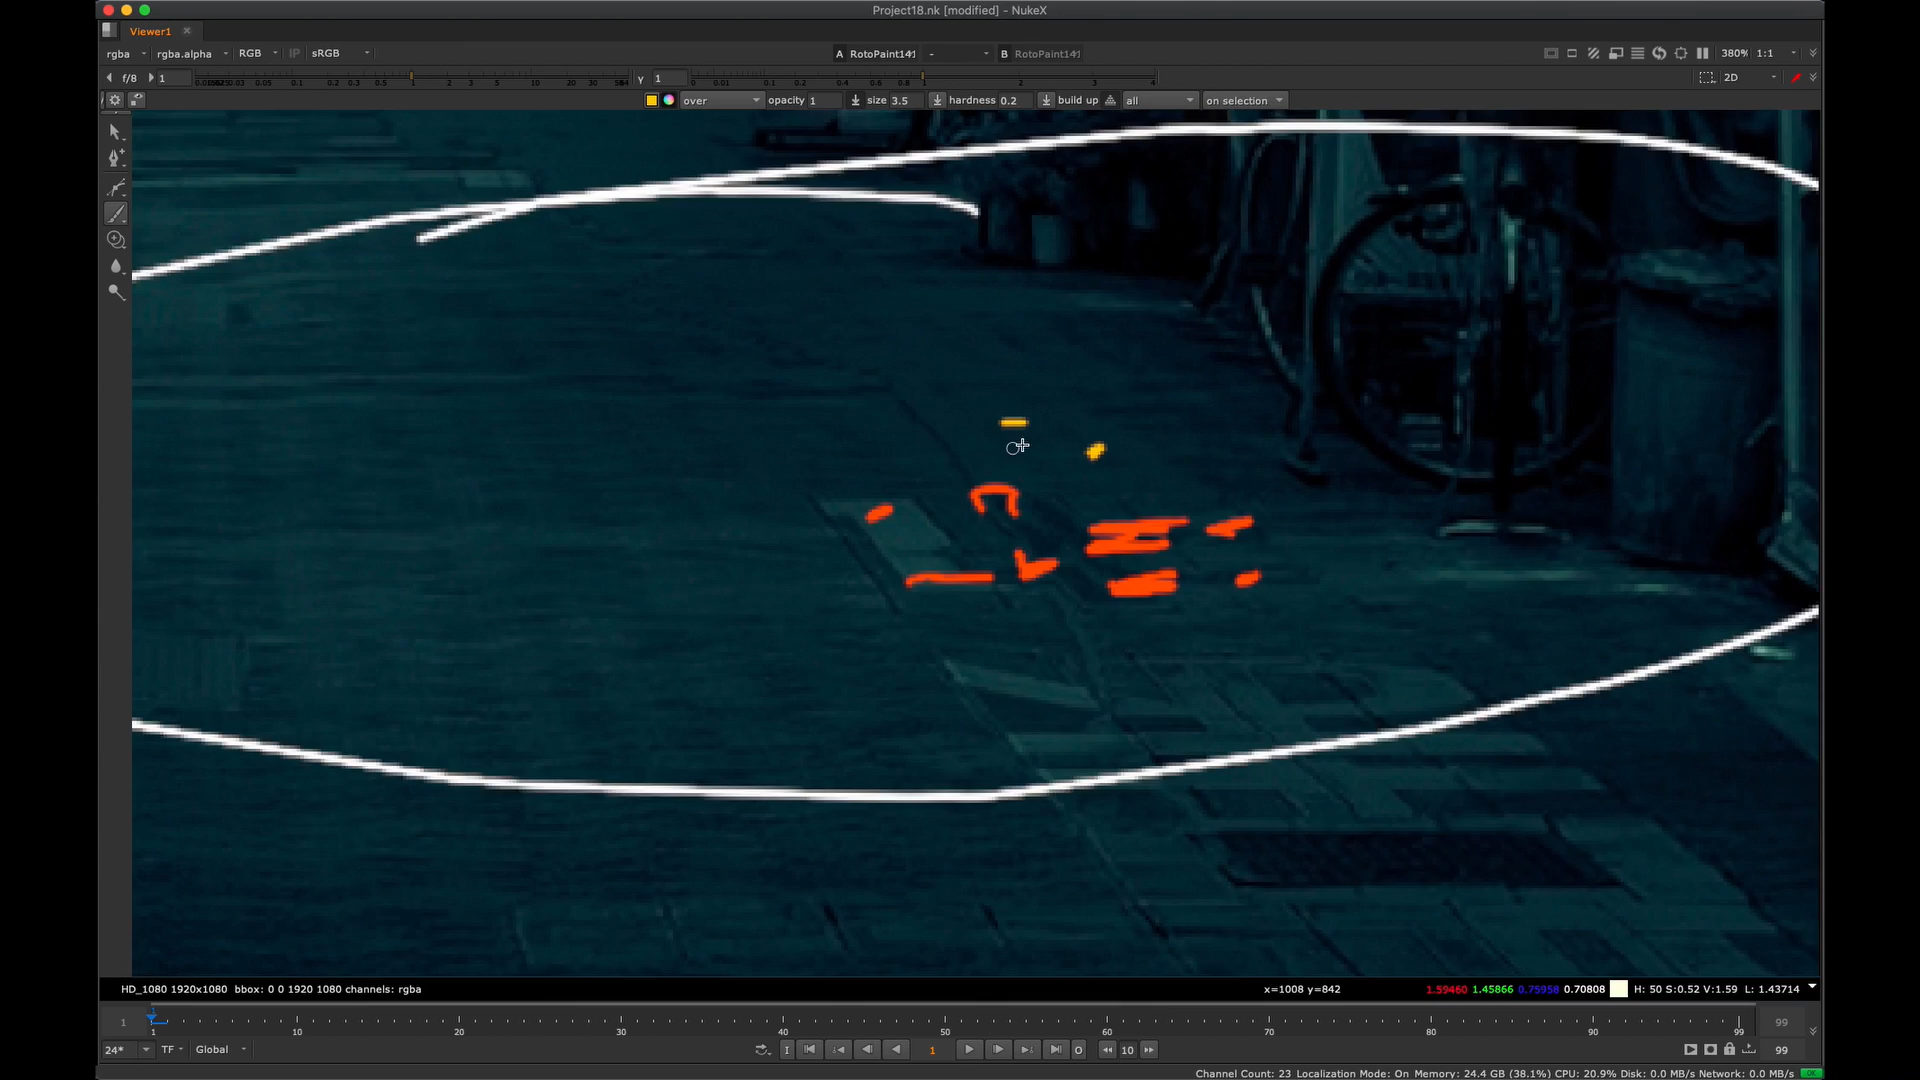 Project18.nk [modified] - NukeX
Viewer1
rgba rgba.alpha RGB IP sRGB A RotoPaint141 - B RotoPaint141 380% 1:1
f/8 1 γ 1 2D
over opacity 1 size 3.5 hardness 0.2 build up all on selection
HD_1080 1920x1080 bbox: 0 0 1920 1080 channels: rgba x=1008 y=842 1.59460 1.45866 0.75958 0.70808 H: 50 S:0.52 V:1.59 L: 1.43714
1 1 10 20 30 40 50 60 70 80 90 99 99
24* TF Global I 1 O 10 99
Channel Count: 23 Localization Mode: On Memory: 24.4 GB (38.1%) CPU: 20.9% Disk: 0.0 MB/s Network: 0.0 MB/s OK